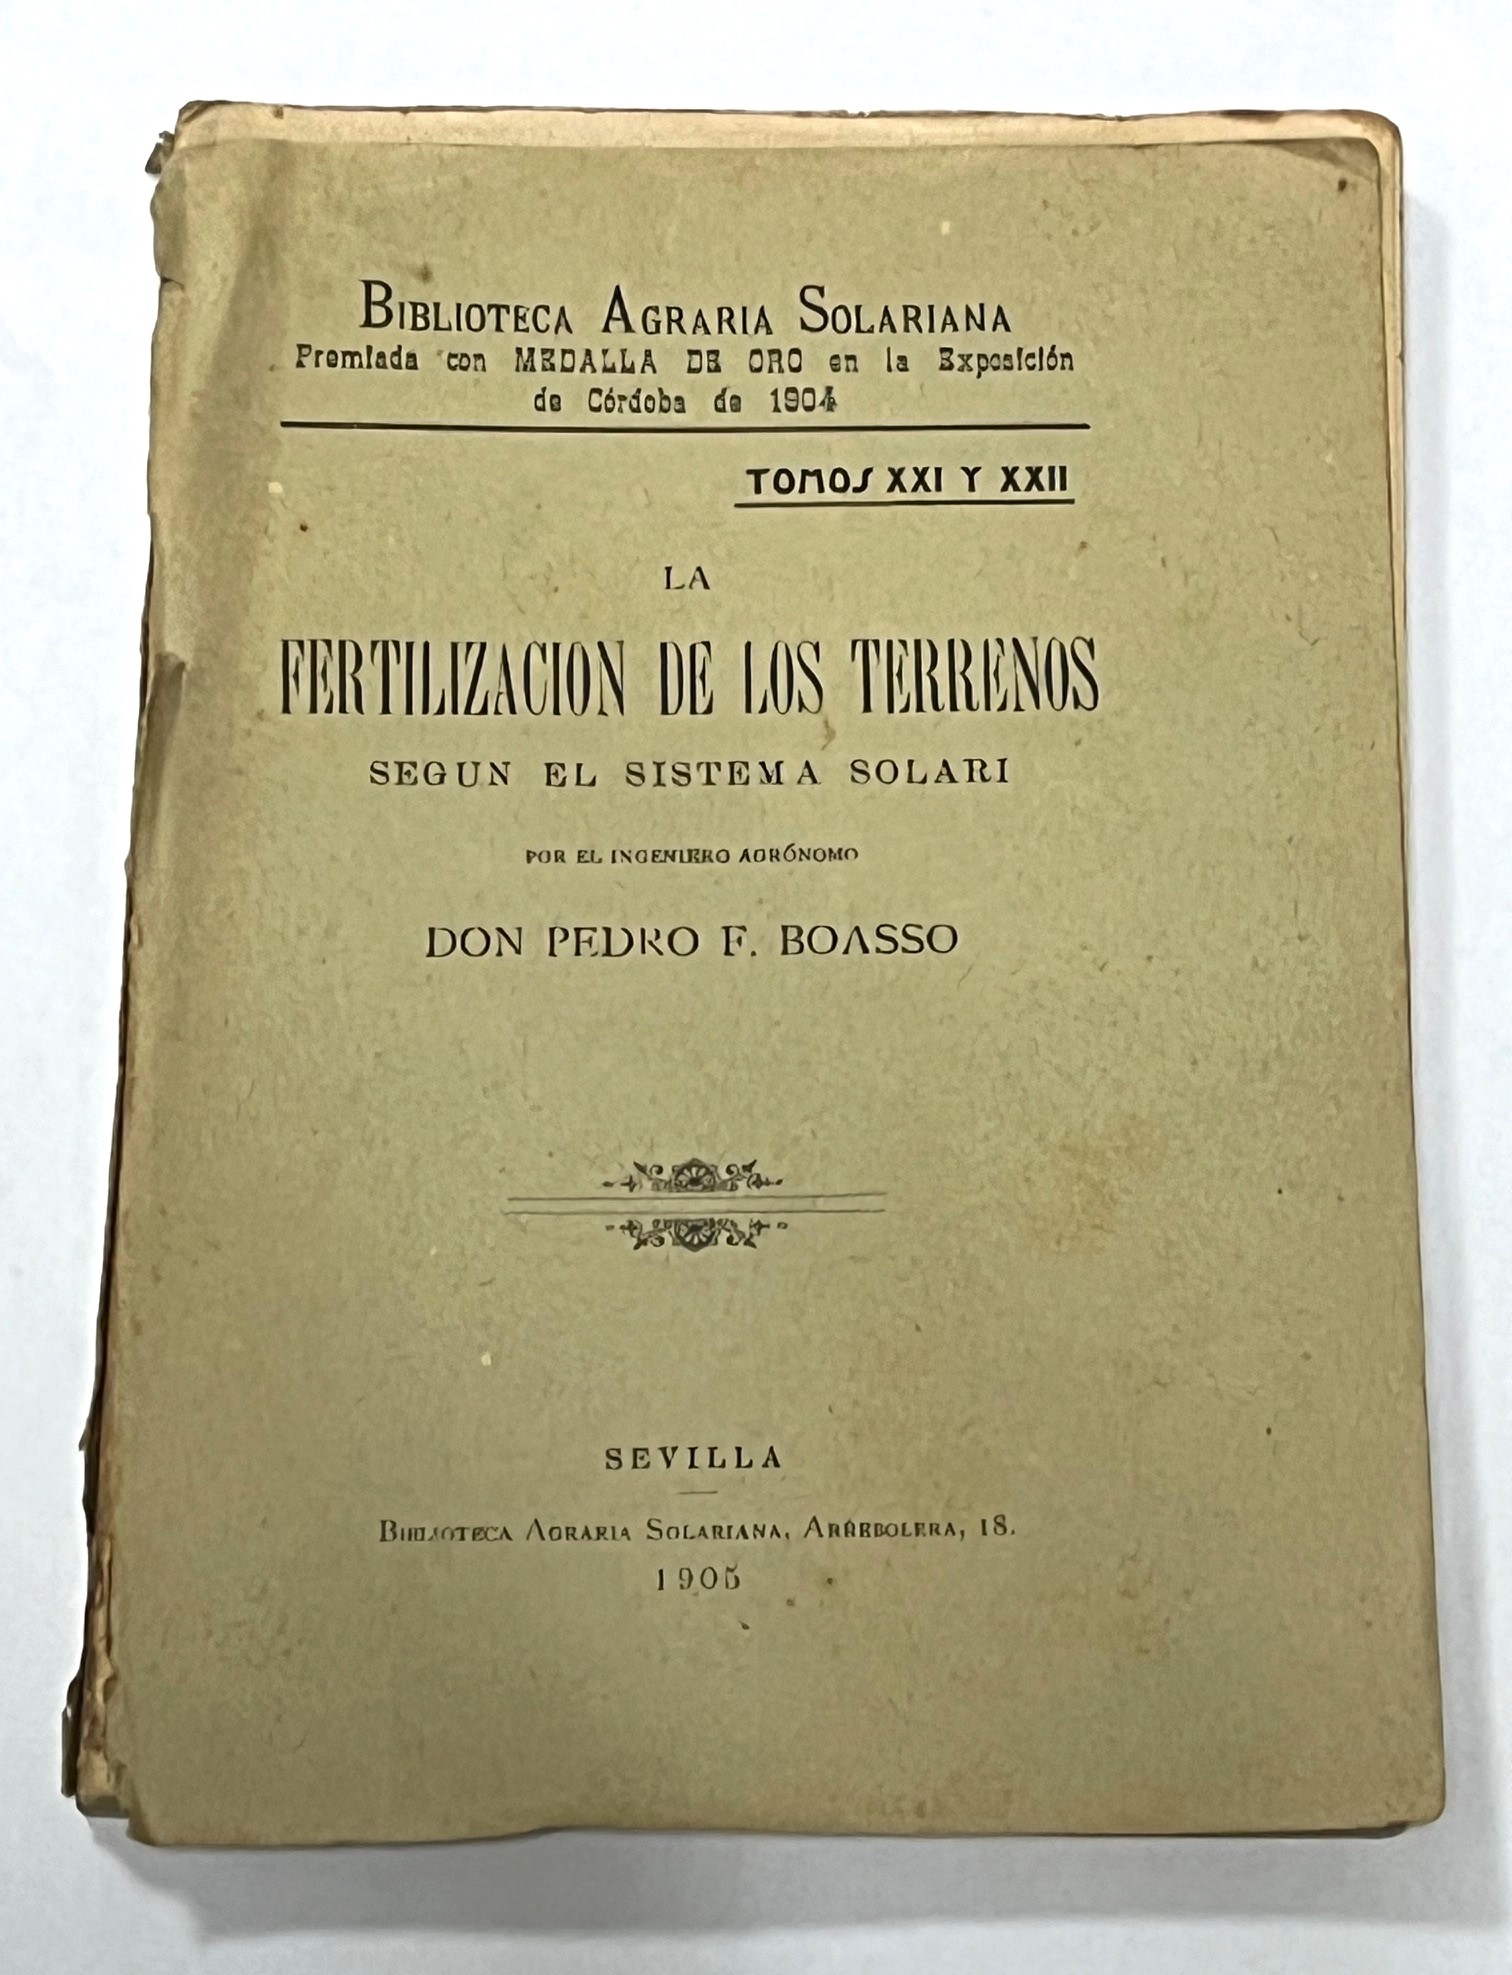 BIBLIOTECA AGRARIA SOLARIANA
Premiada con MEDALLA DE ORO en la Exposición
de Córdoba de 1904
TOMOS XXI Y XXII
LA
FERTILIZACION DE LOS TERRENOS
SEGUN EL SISTEMA SOLARI
POR EL INGENIERO AGRÓNOMO
DON PEDRO F. BOASSO
SEVILLA
BIBLIOTECA AGRARIA SOLARIANA, ARREBOLERA, 18.
1905